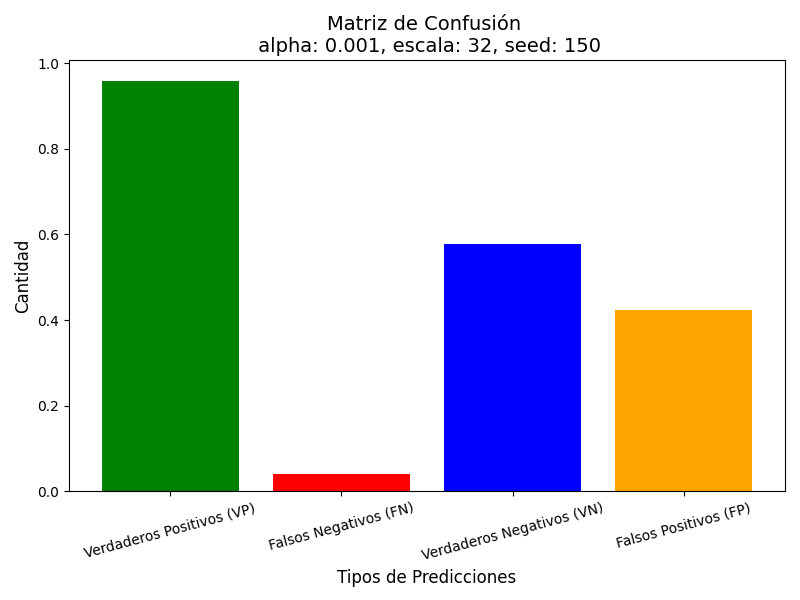 Matriz de Confusión
alpha: 0.001, escala: 32, seed: 150
Cantidad
1.0
0.8
0.6
0.4
0.2
0.0
Verdaderos Positivos (VP)
Falsos Negativos (FN)
Verdaderos Negativos (VN)
Falsos Positivos (FP)
Tipos de Predicciones